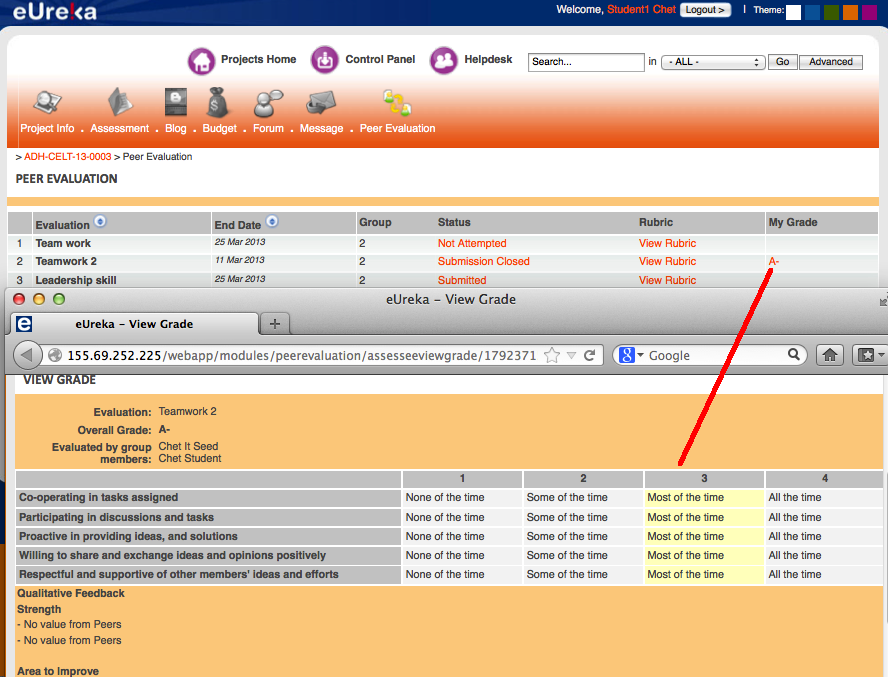 eUreka
Welcome, Student1 Chet Logout > | Theme:
Projects Home Control Panel Helpdesk Search... in - ALL - Go Advanced
Project Info . Assessment . Blog . Budget . Forum . Message . Peer Evaluation
> ADH-CELT-13-0003 > Peer Evaluation
PEER EVALUATION
Evaluation End Date Group Status Rubric My Grade
1 Team work 25 Mar 2013 2 Not Attempted View Rubric
2 Teamwork 2 11 Mar 2013 2 Submission Closed View Rubric A-
3 Leadership skill 25 Mar 2013 2 Submitted View Rubric
eUreka – View Grade
e eUreka – View Grade +
155.69.252.225/webapp/modules/peerevaluation/assesseeviewgrade/1792371 8 Google
VIEW GRADE
Evaluation: Teamwork 2
Overall Grade: A-
Evaluated by group Chet It Seed
members: Chet Student
1 2 3 4
Co-operating in tasks assigned None of the time Some of the time Most of the time All the time
Participating in discussions and tasks None of the time Some of the time Most of the time All the time
Proactive in providing ideas, and solutions None of the time Some of the time Most of the time All the time
Willing to share and exchange ideas and opinions positively None of the time Some of the time Most of the time All the time
Respectful and supportive of other members' ideas and efforts None of the time Some of the time Most of the time All the time
Qualitative Feedback
Strength
- No value from Peers
- No value from Peers
Area to Improve